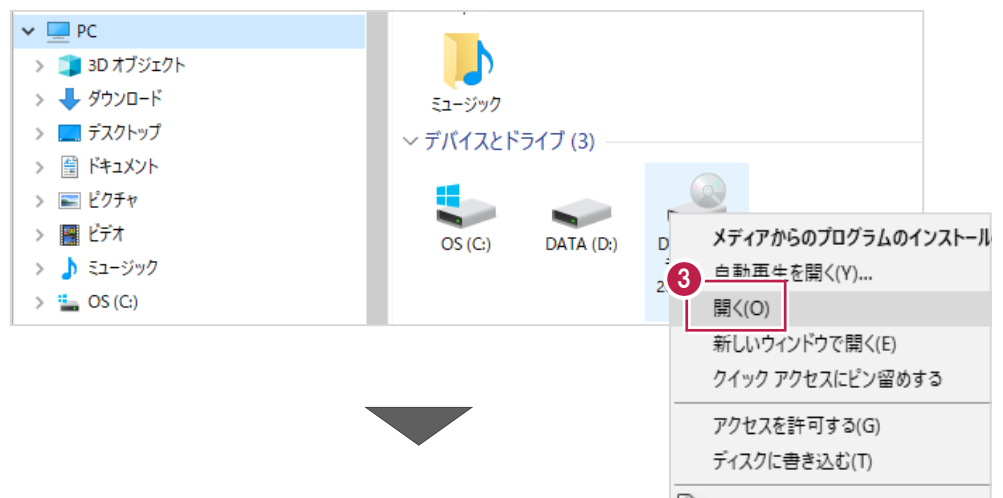 PC
3D オブジェクト
ダウンロード
デスクトップ
ドキュメント
ピクチャ
ビデオ
ミュージック
OS (C:)
ミュージック
デバイスとドライブ (3)
OS (C:)
DATA (D:)
D
2
メディアからのプログラムのインストール
自動再生を開く(Y)...
3
開く(O)
新しいウィンドウで開く(E)
クイック アクセスにピン留めする
アクセスを許可する(G)
ディスクに書き込む(T)